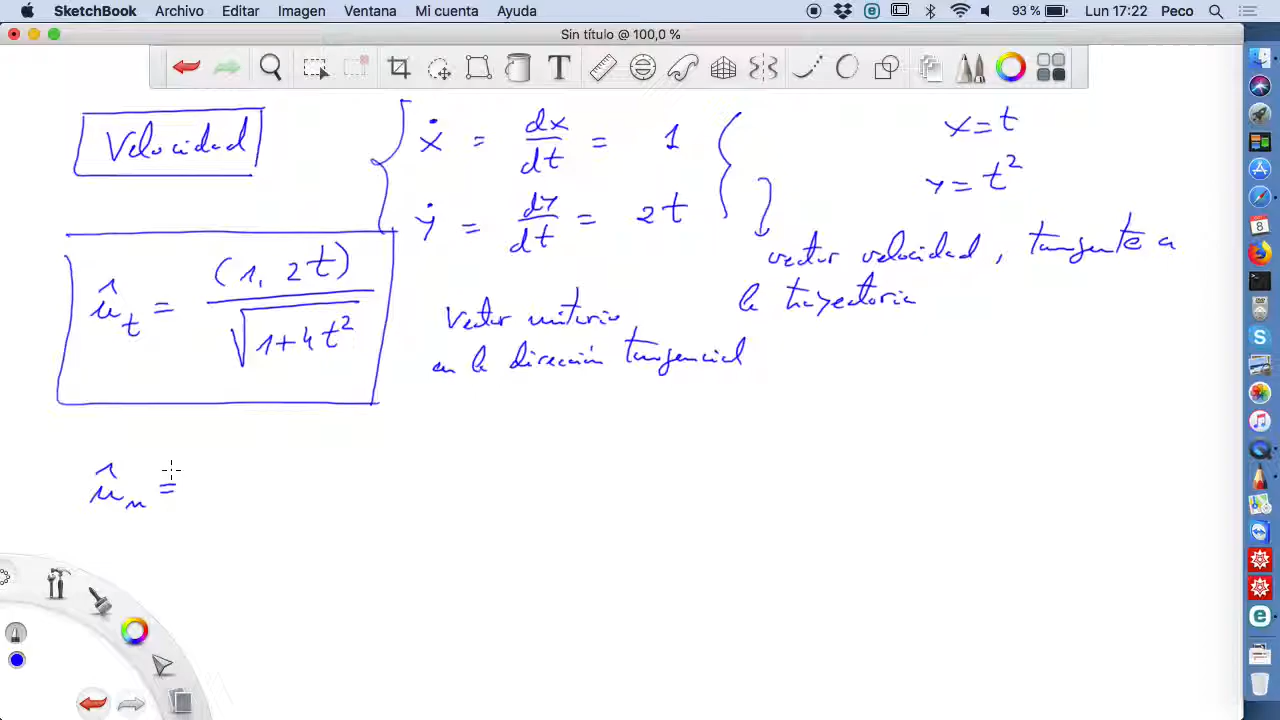 SketchBook Archivo Editar Imagen Ventana Mi cuenta Ayuda 93 % Lun 17:22 Peco
Sin título @ 100,0 %
Velocidad
ẋ = dx/dt = 1
x = t
ẏ = dy/dt = 2t
y = t²
vector velocidad, tangente a
la trayectoria
û_t = (1, 2t) / √(1+4t²)
Vector unitario
en la dirección tangencial
û_n =